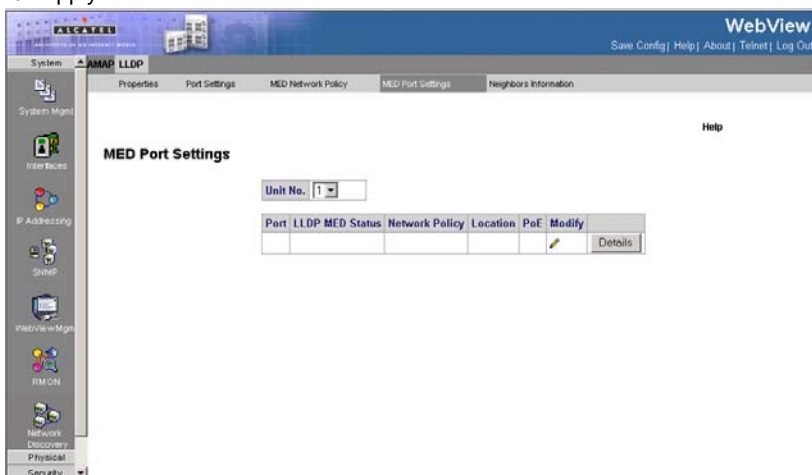 ALCATEL
WebView
Save Config | Help | About | Telnet | Log Out
System
AMAP LLDP
Properties Port Settings MED Network Policy MED Port Settings Neighbors Information
System Mgmt
Help
MED Port Settings
Interfaces
Unit No. 1
IP Addressing
Port LLDP MED Status Network Policy Location PoE Modify
Details
SNMP
WebViewMgm
RMON
Network
Discovery
Physical
Security